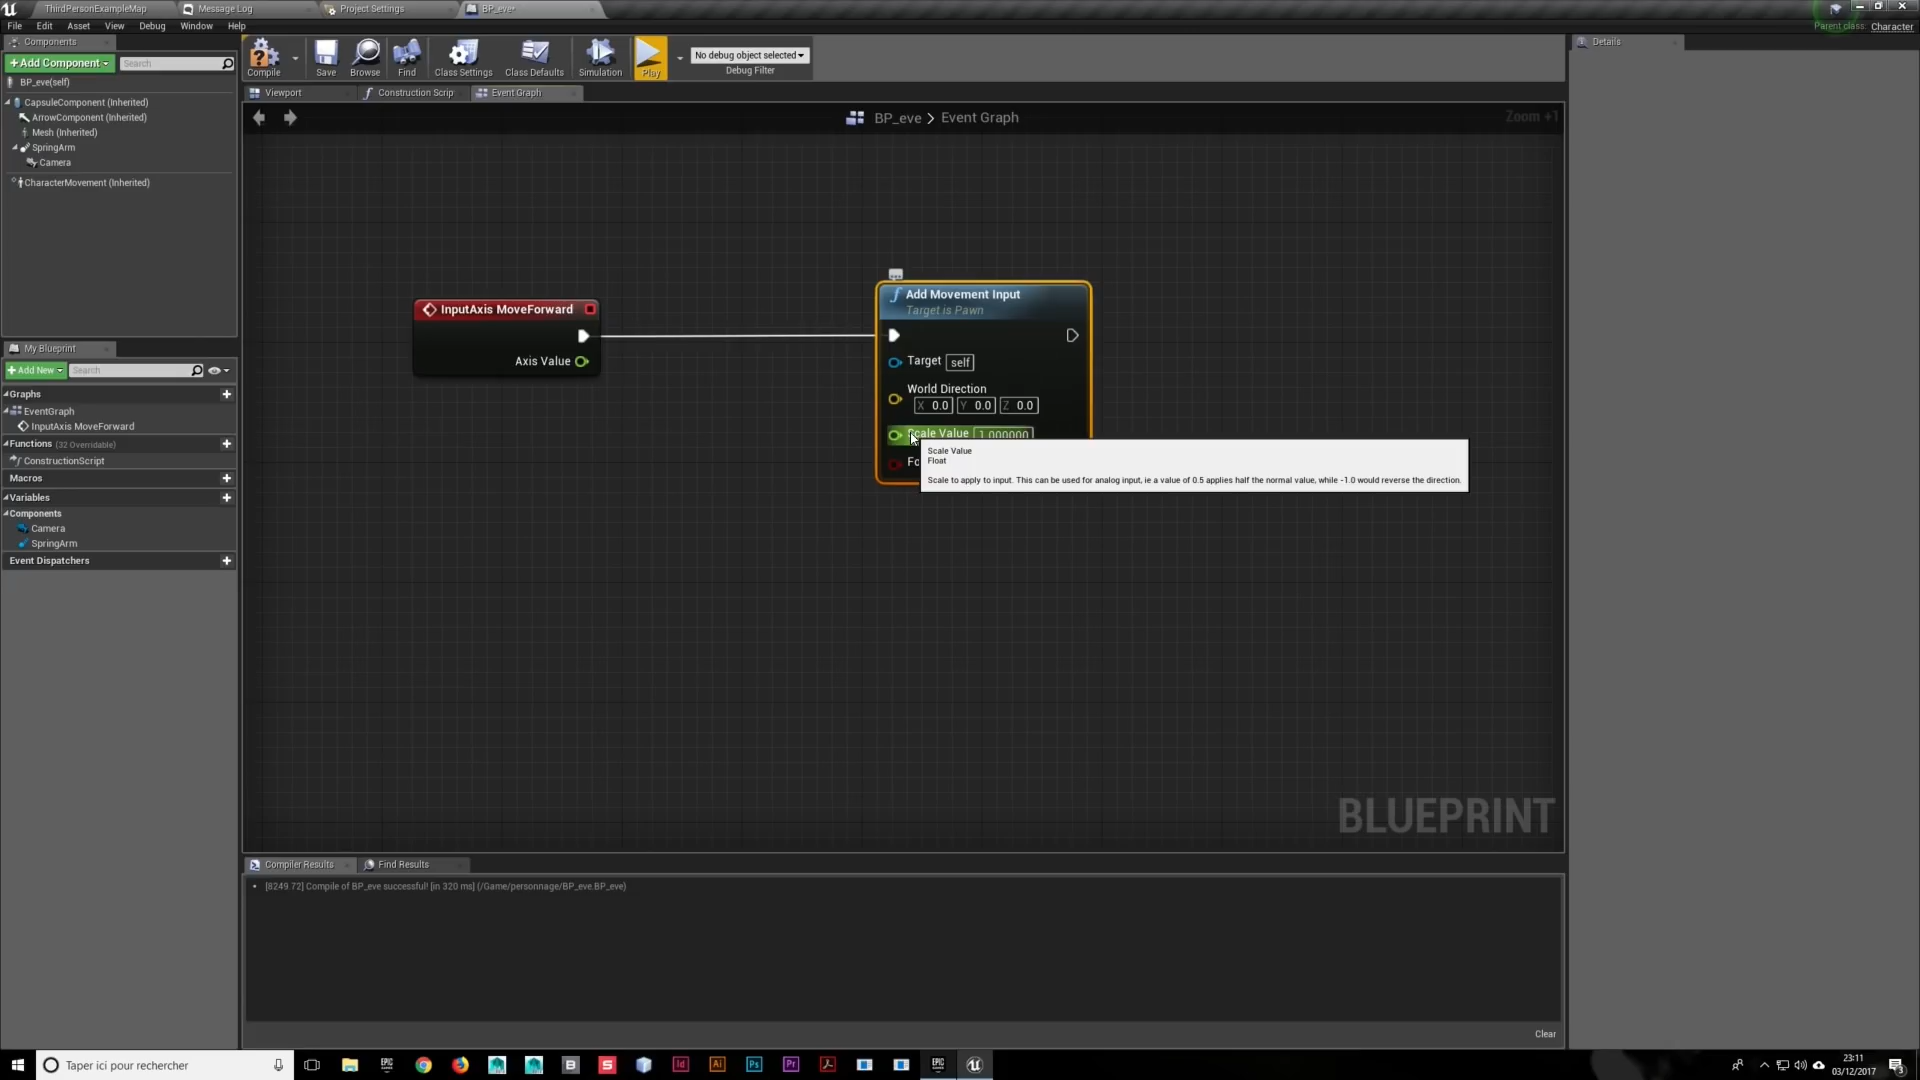 ThirdPersonExampleMap
Message Log
Project Settings
BP_eve*
File Edit Asset View Debug Window Help
Parent class: Character
Components
+Add Component
Search
BP_eve(self)
CapsuleComponent (Inherited)
ArrowComponent (Inherited)
Mesh (Inherited)
SpringArm
Camera
CharacterMovement (Inherited)
My Blueprint
+Add New
Search
Graphs
EventGraph
InputAxis MoveForward
Functions (32 Overridable)
ConstructionScript
Macros
Variables
Components
Camera
SpringArm
Event Dispatchers
Compile
Save
Browse
Find
Class Settings
Class Defaults
Simulation
Play
No debug object selected
Debug Filter
Viewport
Construction Scrip
Event Graph
BP_eve > Event Graph
Zoom +1
InputAxis MoveForward
Axis Value
Add Movement Input
Target is Pawn
Target self
World Direction
X 0.0 Y 0.0 Z 0.0
Scale Value 1.000000
Fo
Scale Value
Float
Scale to apply to input. This can be used for analog input, ie a value of 0.5 applies half the normal value, while -1.0 would reverse the direction.
BLUEPRINT
Compiler Results
Find Results
[8249.72] Compile of BP_eve successful! [in 320 ms] (/Game/personnage/BP_eve.BP_eve)
Clear
Details
Taper ici pour rechercher
EPIC
B
S
Id
Ai
Ps
Pr
EPIC
23:11
03/12/2017
3